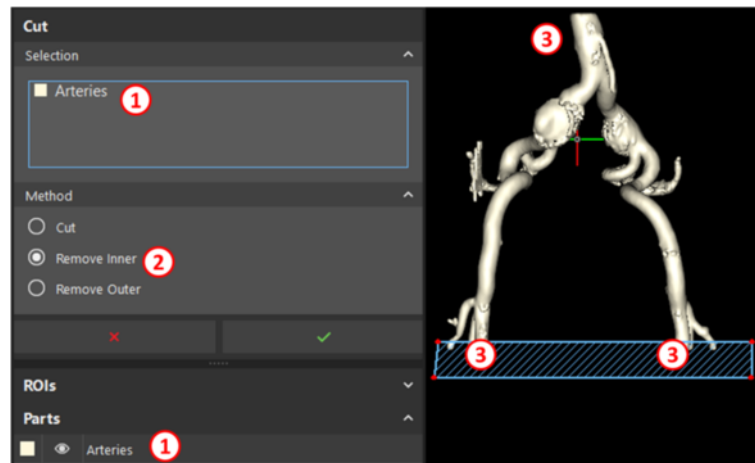 Cut
Selection
Arteries 1
Method
Cut
Remove Inner 2
Remove Outer
ROIs
Parts
Arteries 1
3
3 3